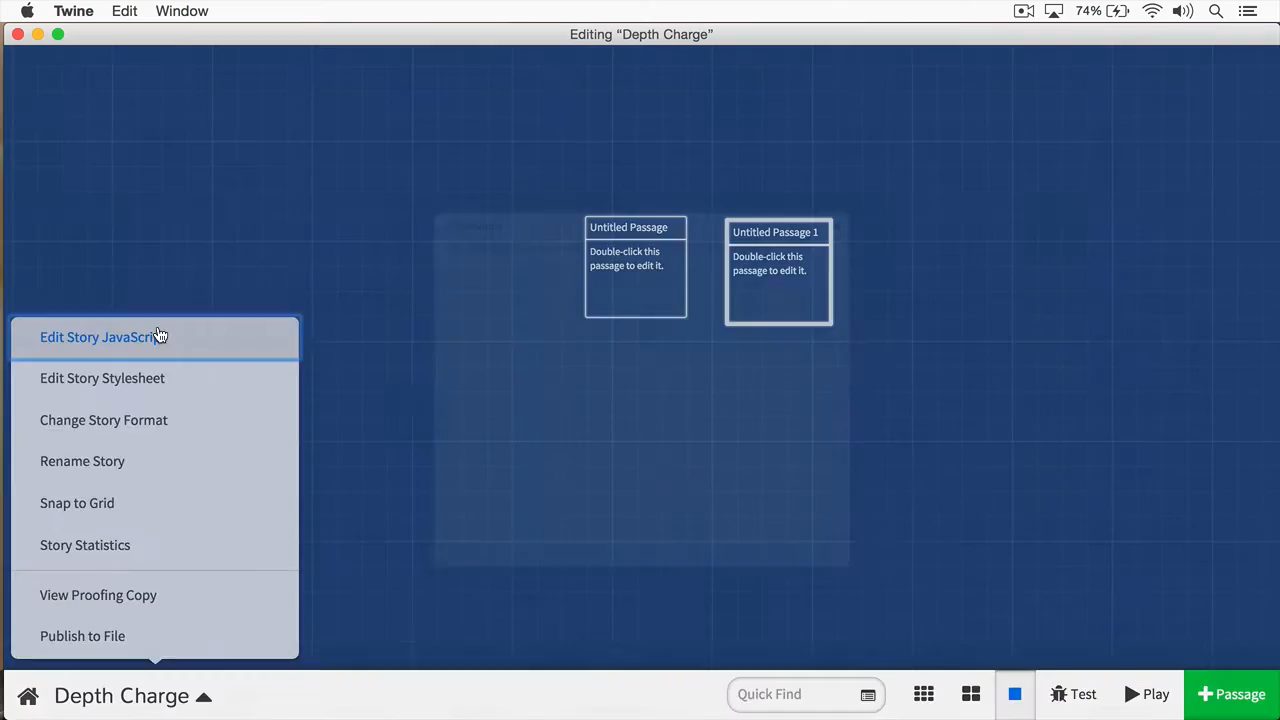 Twine Edit Window 74%
Editing “Depth Charge”
Untitled Passage
Double-click this
passage to edit it.
Untitled Passage 1
Double-click this
passage to edit it.
Edit Story JavaScrip
Edit Story Stylesheet
Change Story Format
Rename Story
Snap to Grid
Story Statistics
View Proofing Copy
Publish to File
Depth Charge Quick Find Test Play +Passage